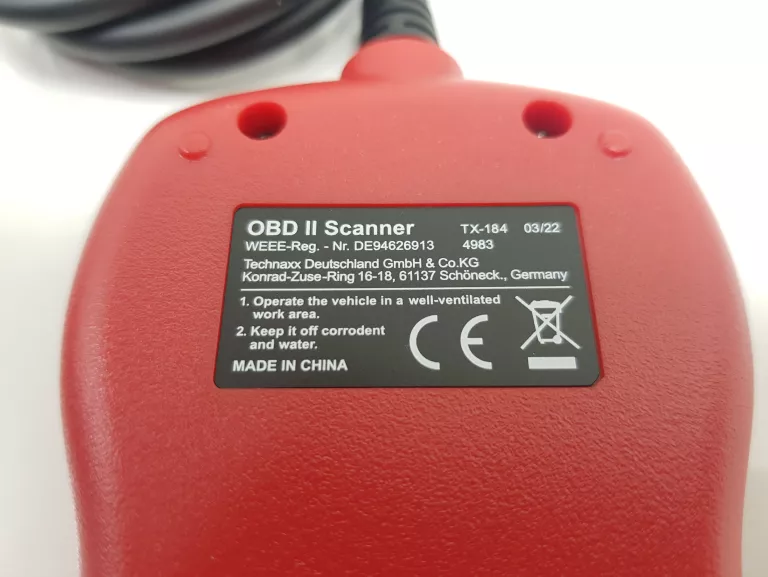 OBD II Scanner TX-184 03/22
WEEE-Reg. - Nr. DE94626913 4983
Technaxx Deutschland GmbH & Co.KG
Konrad-Zuse-Ring 16-18, 61137 Schöneck., Germany
1. Operate the vehicle in a well-ventilated
work area.
2. Keep it off corrodent
and water.
CE
MADE IN CHINA